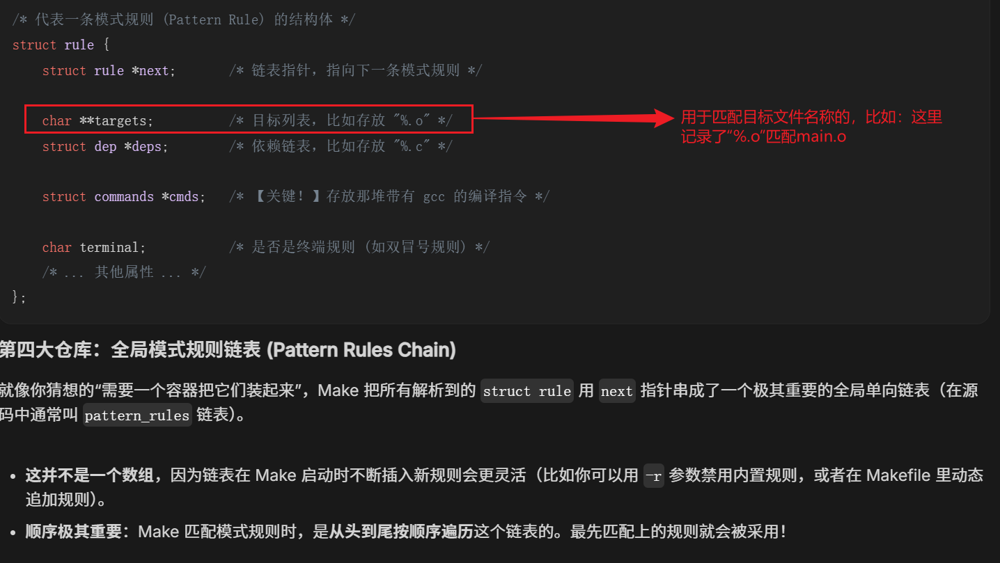 /* 代表一条模式规则 (Pattern Rule) 的结构体 */
struct rule {
struct rule *next; /* 链表指针，指向下一条模式规则 */
char **targets; /* 目标列表，比如存放 "%.o" */
用于匹配目标文件名称的，比如：这里
记录了“%.o”匹配main.o
struct dep *deps; /* 依赖链表，比如存放 "%.c" */
struct commands *cmds; /* 【关键！】存放那堆带有 gcc 的编译指令 */
char terminal; /* 是否是终端规则 (如双冒号规则) */
/* ... 其他属性 ... */
};
第四大仓库：全局模式规则链表 (Pattern Rules Chain)
就像你猜想的“需要一个容器把它们装起来”，Make 把所有解析到的 struct rule 用 next 指针串成了一个极其重要的全局单向链表（在源
码中通常叫 pattern_rules 链表）。
• 这并不是一个数组，因为链表在 Make 启动时不断插入新规则会更灵活（比如你可以用 -r 参数禁用内置规则，或者在 Makefile 里动态
追加规则）。
• 顺序极其重要：Make 匹配模式规则时，是从头到尾按顺序遍历这个链表的。最先匹配上的规则就会被采用！